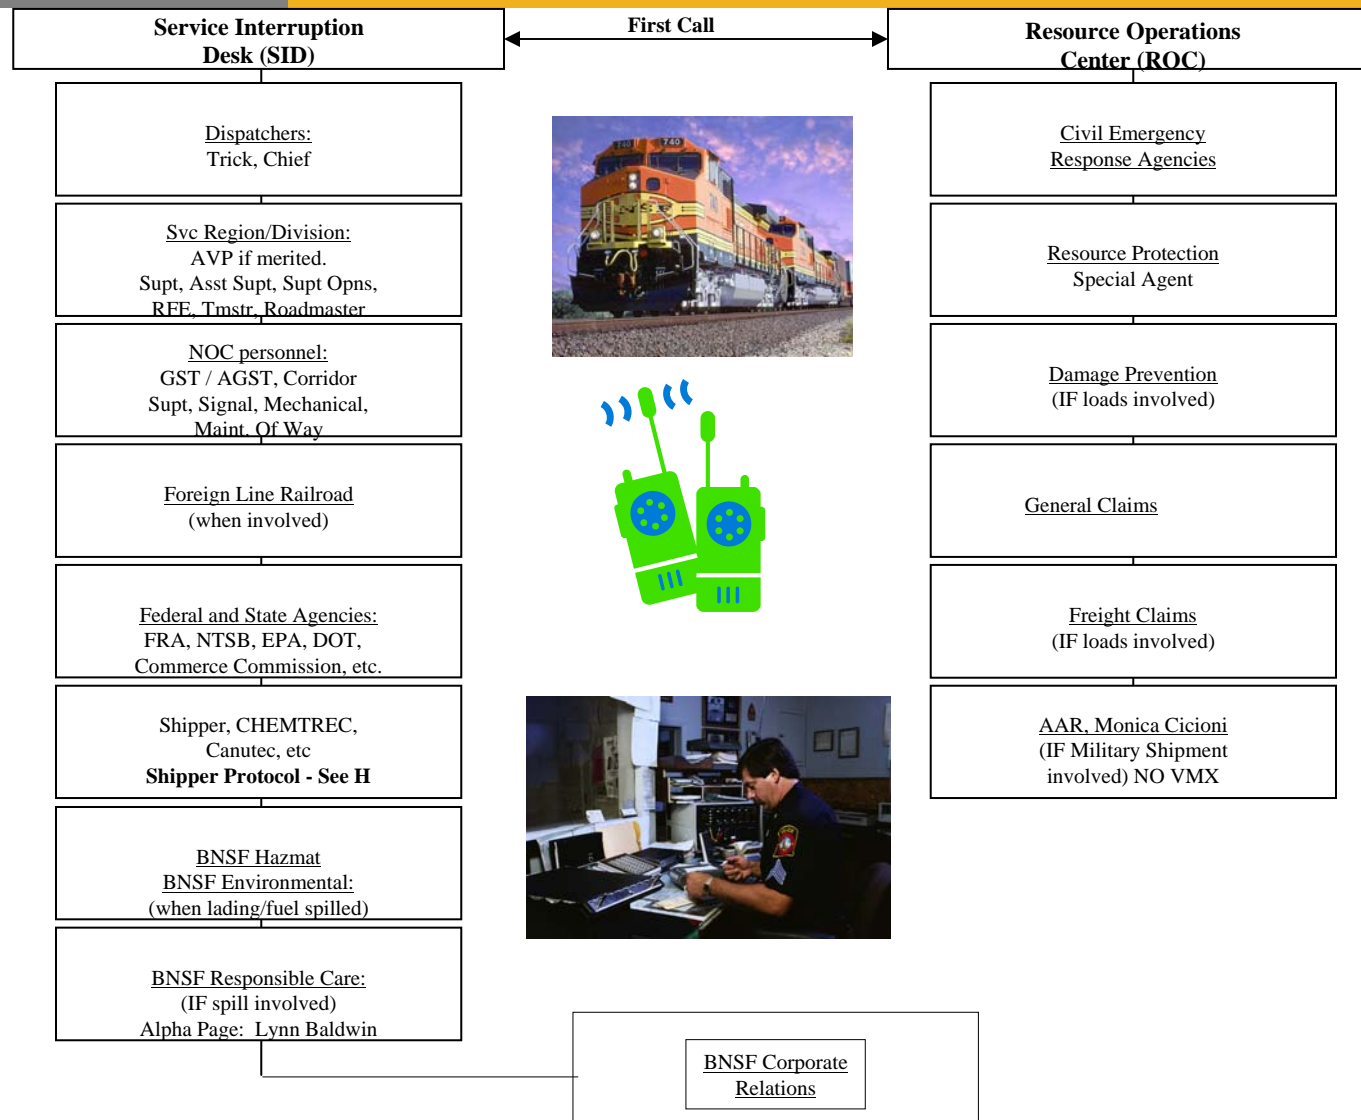 Service Interruption
Desk (SID)
First Call
Resource Operations
Center (ROC)
Dispatchers:
Trick, Chief
Svc Region/Division:
AVP if merited.
Supt, Asst Supt, Supt Opns,
RFE, Tmstr, Roadmaster
NOC personnel:
GST / AGST, Corridor
Supt, Signal, Mechanical,
Maint. Of Way
Foreign Line Railroad
(when involved)
Federal and State Agencies:
FRA, NTSB, EPA, DOT,
Commerce Commission, etc.
Shipper, CHEMTREC,
Canutec, etc
Shipper Protocol - See H
BNSF Hazmat
BNSF Environmental:
(when lading/fuel spilled)
BNSF Responsible Care:
(IF spill involved)
Alpha Page: Lynn Baldwin
740
740
BNSF
BNSF Corporate
Relations
Civil Emergency
Response Agencies
Resource Protection
Special Agent
Damage Prevention
(IF loads involved)
General Claims
Freight Claims
(IF loads involved)
AAR, Monica Cicioni
(IF Military Shipment
involved) NO VMX